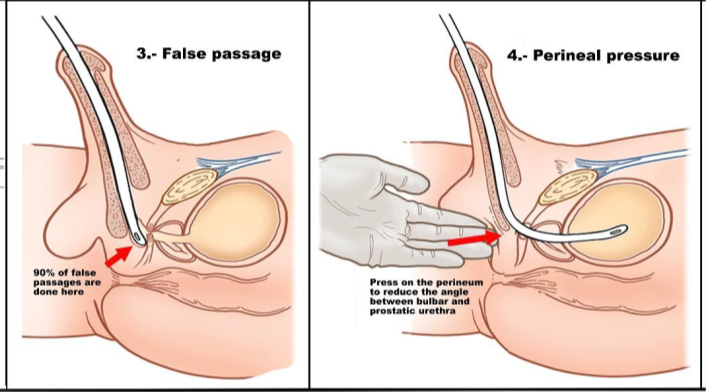 3.- False passage
90% of false
passages are
done here
4.- Perineal pressure
Press on the perineum
to reduce the angle
between bulbar and
prostatic urethra